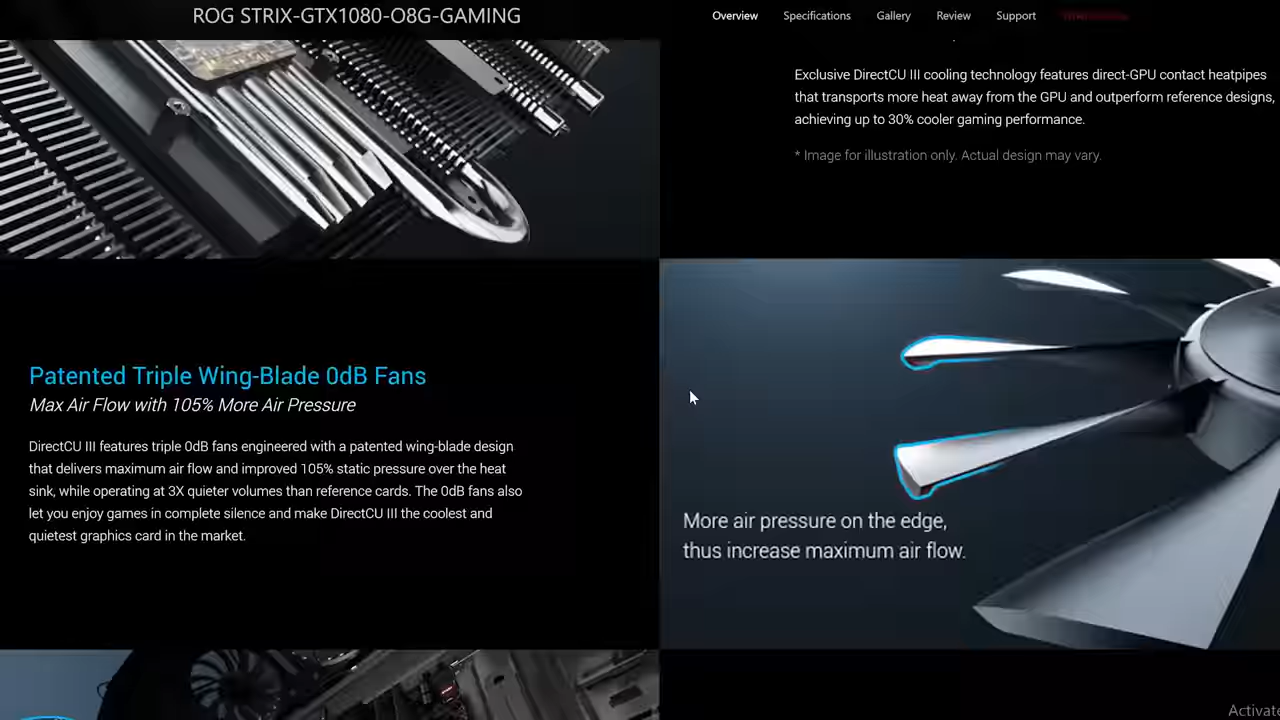 ROG STRIX-GTX1080-O8G-GAMING
Overview Specifications Gallery Review Support
Exclusive DirectCU III cooling technology features direct-GPU contact heatpipes
that transports more heat away from the GPU and outperform reference designs,
achieving up to 30% cooler gaming performance.
* Image for illustration only. Actual design may vary.
Patented Triple Wing-Blade 0dB Fans
Max Air Flow with 105% More Air Pressure
DirectCU III features triple 0dB fans engineered with a patented wing-blade design
that delivers maximum air flow and improved 105% static pressure over the heat
sink, while operating at 3X quieter volumes than reference cards. The 0dB fans also
let you enjoy games in complete silence and make DirectCU III the coolest and
quietest graphics card in the market.
More air pressure on the edge,
thus increase maximum air flow.
Activate